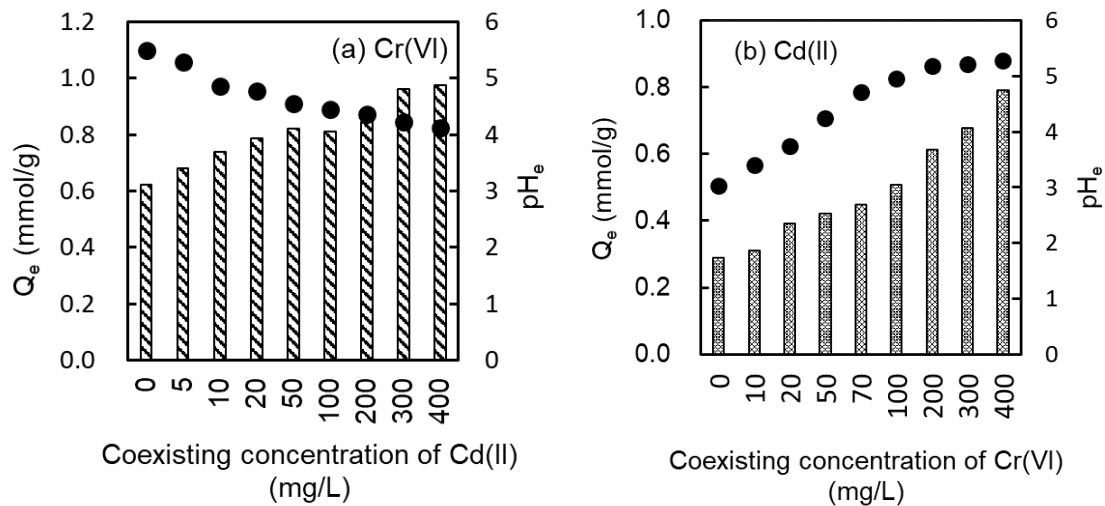 (a) Cr(VI)
Qe (mmol/g)
1.2
1.0
0.8
0.6
0.4
0.2
0.0
6
5
4
3
2
1
0
pHe
0 5 10 20 50 100 200 300 400
Coexisting concentration of Cd(II)
(mg/L)
(b) Cd(II)
Qe (mmol/g)
1.0
0.8
0.6
0.4
0.2
0.0
6
5
4
3
2
1
0
pHe
0 10 20 50 70 100 200 300 400
Coexisting concentration of Cr(VI)
(mg/L)